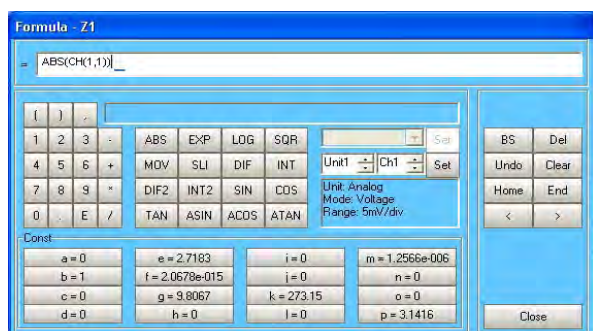 Formula - Z1
= ABS(CH(1,1))
( ) ,
1 2 3 - ABS EXP LOG SQR Set BS Del
4 5 6 + MOV SLI DIF INT Unit1 Ch1 Set Undo Clear
7 8 9 * DIF2 INT2 SIN COS Unit: Analog Home End
Mode: Voltage
0 . E / TAN ASIN ACOS ATAN Range: 5mV/div < >
Const
a = 0 e = 2.7183 i = 0 m = 1.2566e-006
b = 1 f = 2.0678e-015 j = 0 n = 0
c = 0 g = 9.8067 k = 273.15 o = 0
d = 0 h = 0 l = 0 p = 3.1416 Close